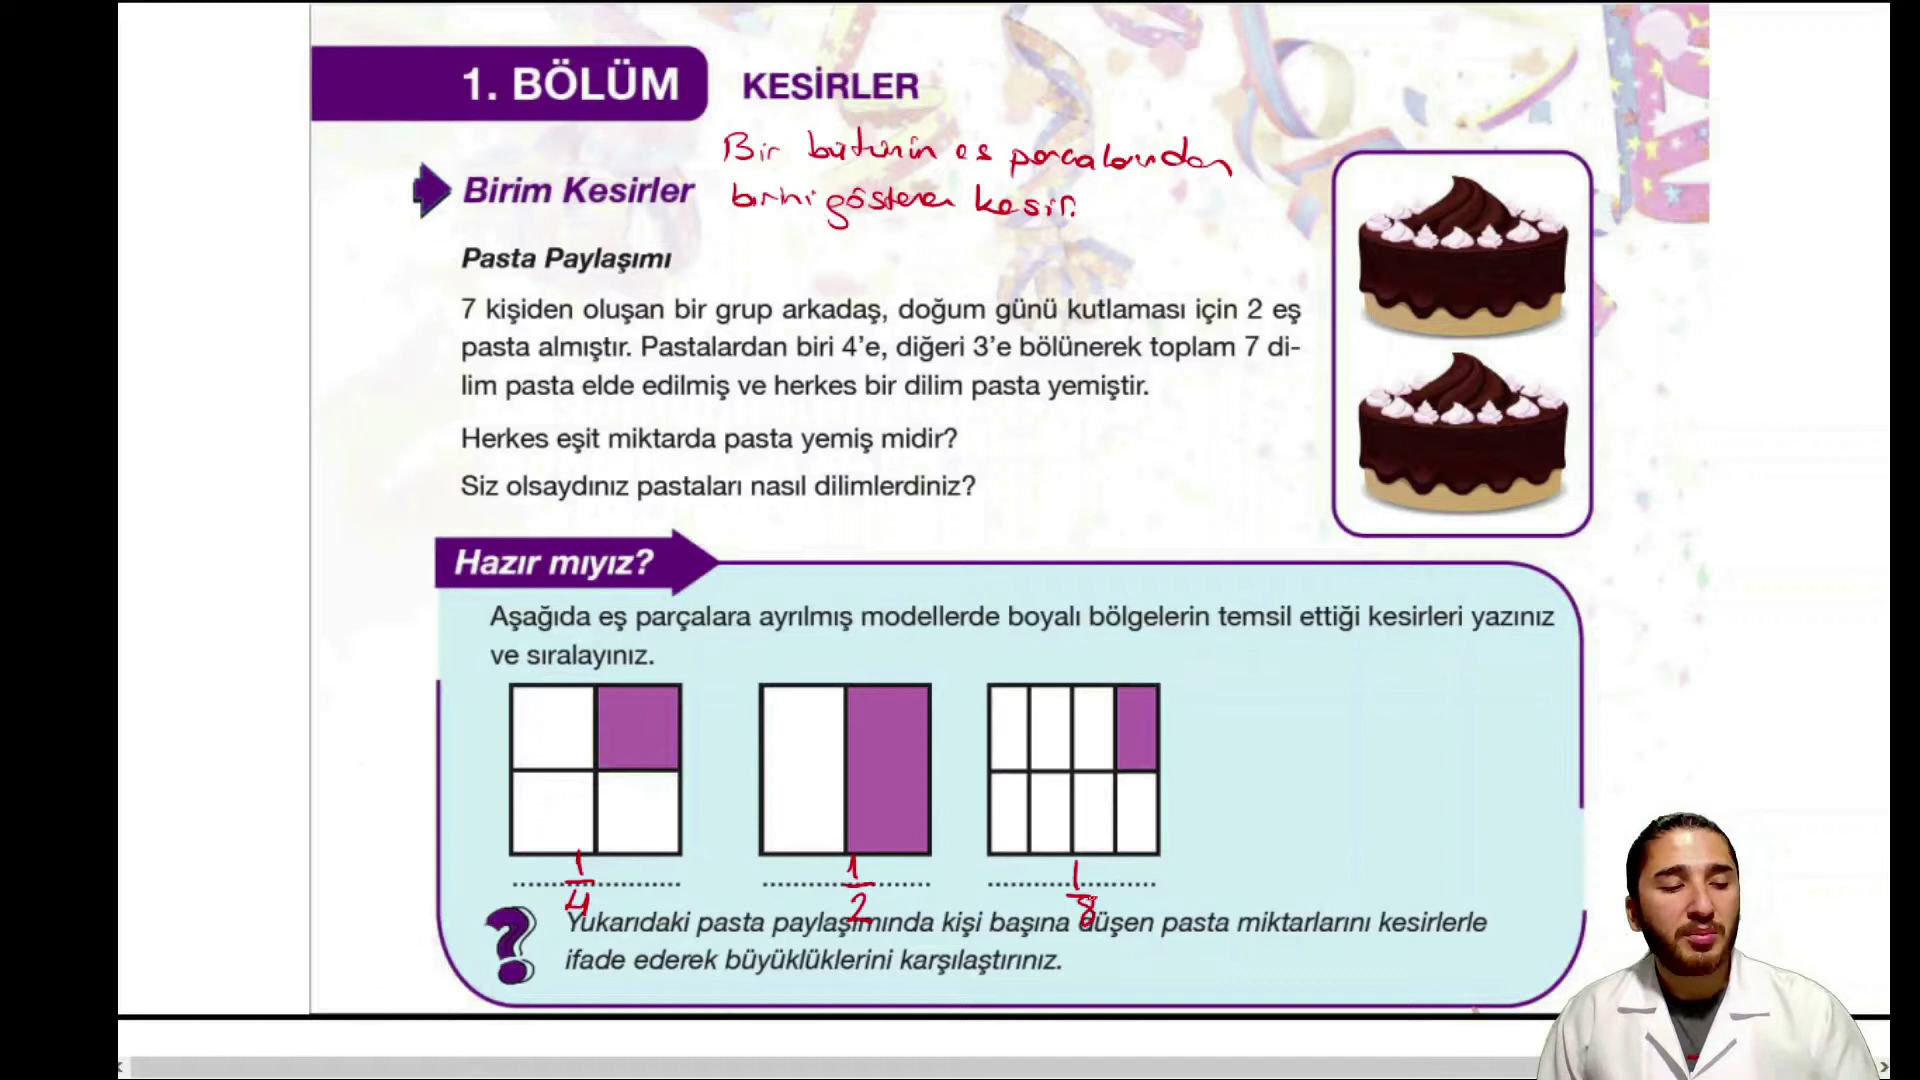 1. BÖLÜM KESİRLER
Bir bütünün eş parçalarından
birini gösteren kesir.
Birim Kesirler
Pasta Paylaşımı
7 kişiden oluşan bir grup arkadaş, doğum günü kutlaması için 2 eş
pasta almıştır. Pastalardan biri 4’e, diğeri 3’e bölünerek toplam 7 di-
lim pasta elde edilmiş ve herkes bir dilim pasta yemiştir.
Herkes eşit miktarda pasta yemiş midir?
Siz olsaydınız pastaları nasıl dilimlerdiniz?
Hazır mıyız?
Aşağıda eş parçalara ayrılmış modellerde boyalı bölgelerin temsil ettiği kesirleri yazınız
ve sıralayınız.
1/4 1/2 1/8
?
Yukarıdaki pasta paylaşımında kişi başına düşen pasta miktarlarını kesirlerle
ifade ederek büyüklüklerini karşılaştırınız.